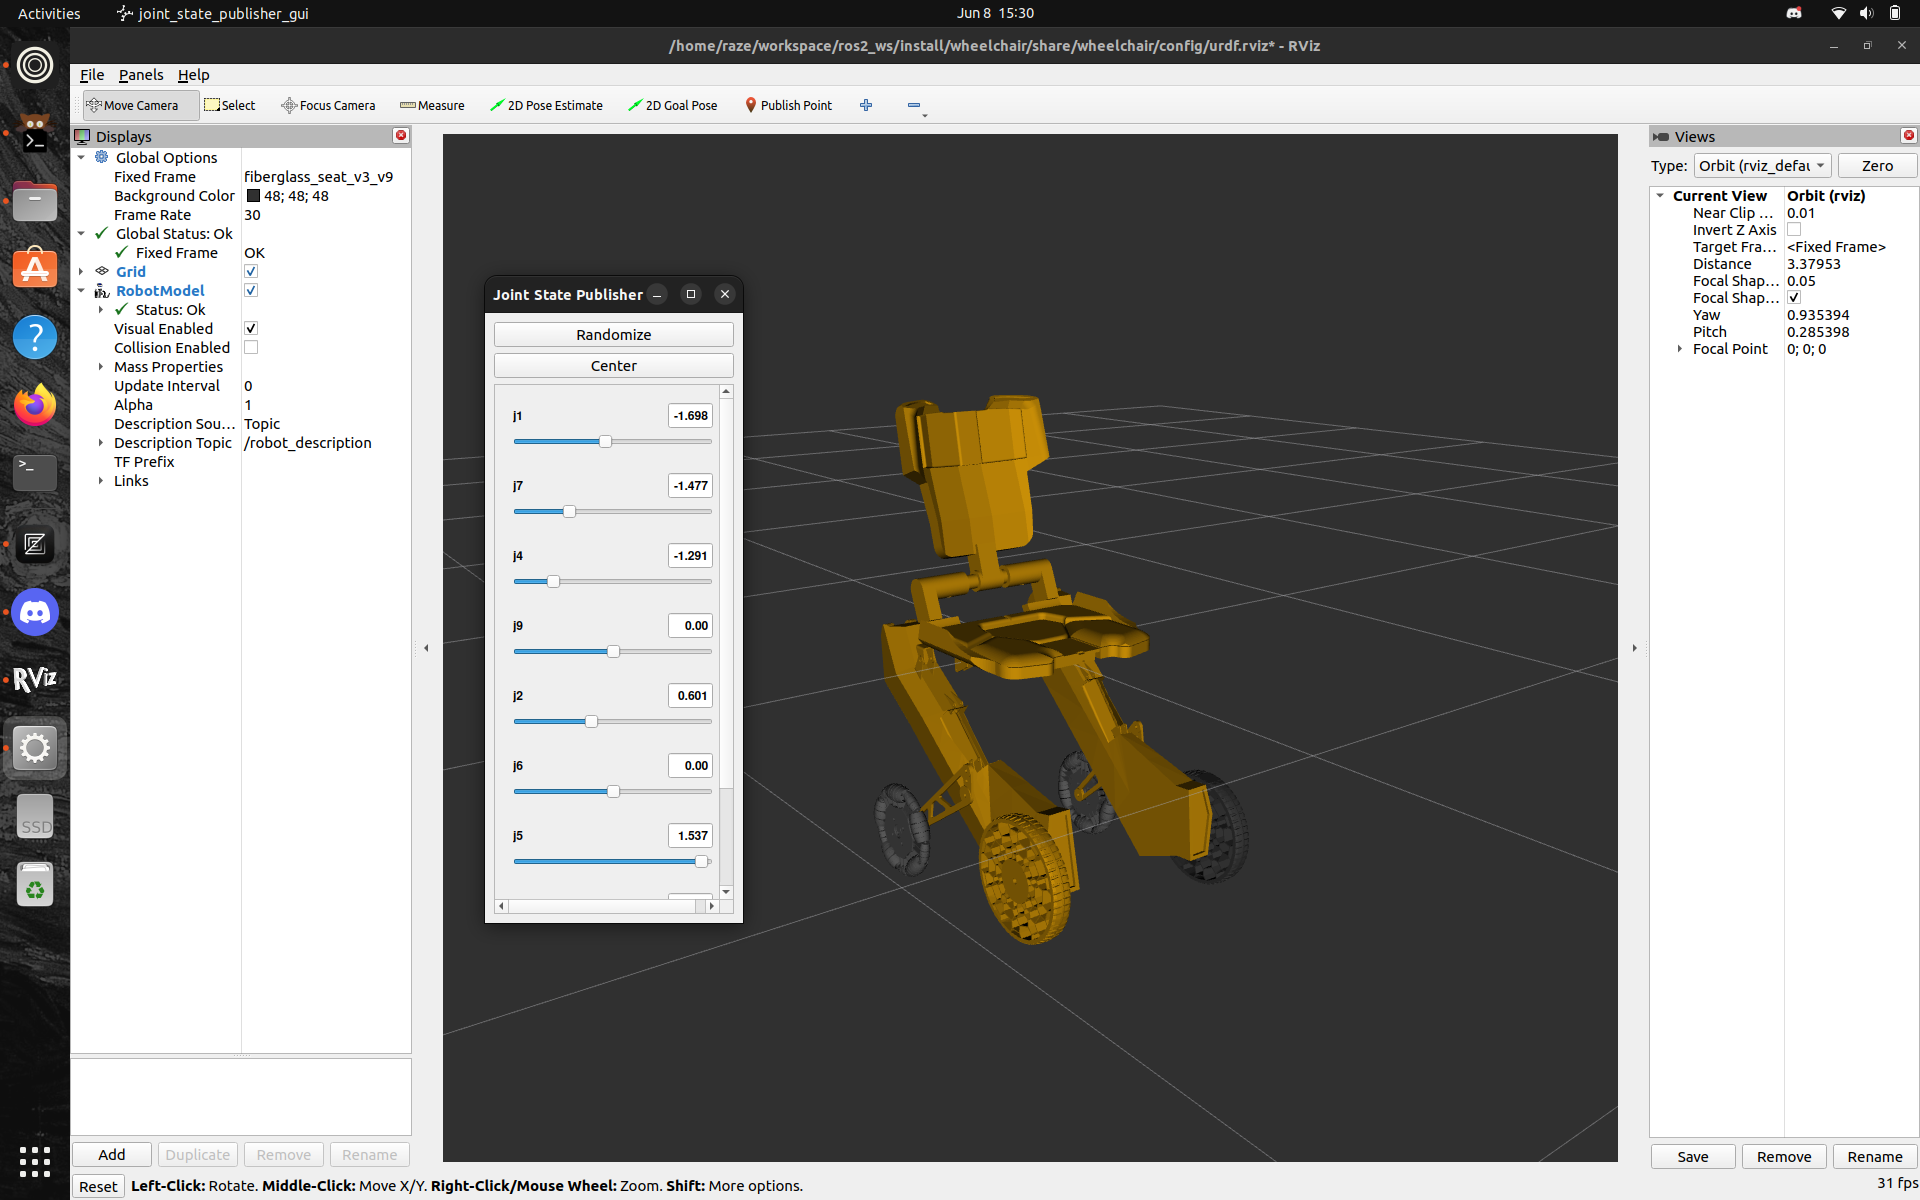 Activities
joint_state_publisher_gui
Jun 8 15:30
/home/raze/workspace/ros2_ws/install/wheelchair/share/wheelchair/config/urdf.rviz* - RViz
File Panels Help
Move Camera Select Focus Camera Measure 2D Pose Estimate 2D Goal Pose Publish Point
Displays
Global Options
Fixed Frame fiberglass_seat_v3_v9
Background Color 48; 48; 48
Frame Rate 30
Global Status: Ok
Fixed Frame OK
Grid
RobotModel
Status: Ok
Visual Enabled
Collision Enabled
Mass Properties
Update Interval 0
Alpha 1
Description Sou... Topic
Description Topic /robot_description
TF Prefix
Links
Add Duplicate Remove Rename
Joint State Publisher
Randomize
Center
j1 -1.698
j7 -1.477
j4 -1.291
j9 0.00
j2 0.601
j6 0.00
j5 1.537
Views
Type: Orbit (rviz_defau Zero
Current View Orbit (rviz)
Near Clip ... 0.01
Invert Z Axis
Target Fra... <Fixed Frame>
Distance 3.37953
Focal Shap... 0.05
Focal Shap...
Yaw 0.935394
Pitch 0.285398
Focal Point 0; 0; 0
Save Remove Rename
RViz
SSD
Reset Left-Click: Rotate. Middle-Click: Move X/Y. Right-Click/Mouse Wheel: Zoom. Shift: More options.
31 fps